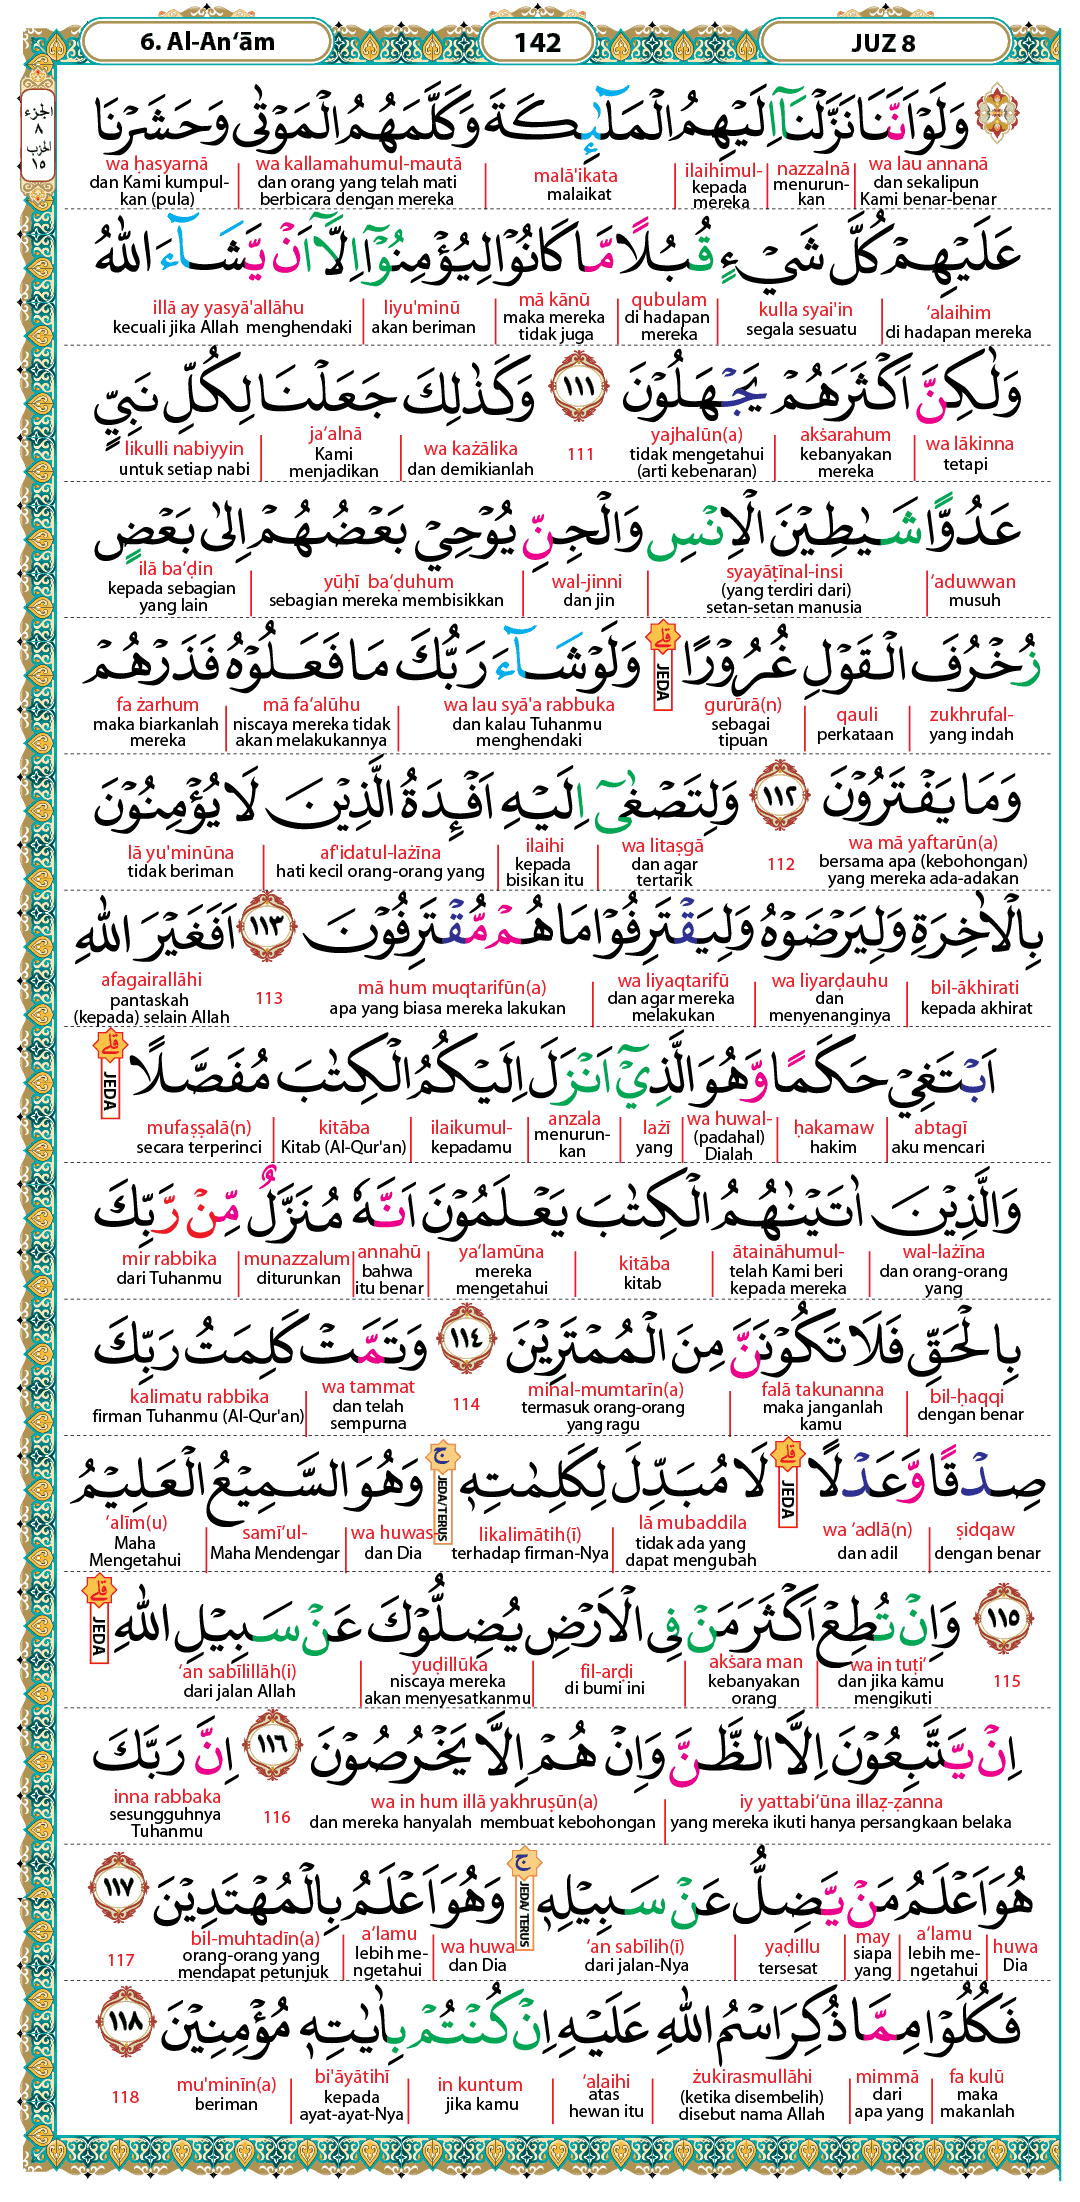 6. Al-An‘ām 142 JUZ 8
الجزء
٨
الحزب
١٥
وَلَوْ اَنَّنَا نَزَّلْنَآ اِلَيْهِمُ الْمَلٰۤىِٕكَةَ وَكَلَّمَهُمُ الْمَوْتٰى وَحَشَرْنَا
wa lau annanā nazzalnā ilaihimul- malā'ikata wa kallamahumul-mautā wa ḥasyarnā
dan sekalipun Kami benar-benar menurun-kan kepada mereka malaikat dan orang yang telah mati berbicara dengan mereka dan Kami kumpul-kan (pula)
عَلَيْهِمْ كُلَّ شَيْءٍ قُبُلًا مَّا كَانُوْا لِيُؤْمِنُوْٓا اِلَّآ اَنْ يَّشَاۤءَ اللّٰهُ
‘alaihim kulla syai'in qubulam mā kānū liyu'minū illā ay yasyā'allāhu
di hadapan mereka segala sesuatu di hadapan mereka maka mereka tidak juga akan beriman kecuali jika Allah menghendaki
وَلٰكِنَّ اَكْثَرَهُمْ يَجْهَلُوْنَ ١١١ وَكَذٰلِكَ جَعَلْنَا لِكُلِّ نَبِيٍّ
wa lākinna akṡarahum yajhalūn(a) 111 wa każālika ja‘alnā likulli nabiyyin
tetapi kebanyakan mereka tidak mengetahui (arti kebenaran) dan demikianlah Kami menjadikan untuk setiap nabi
عَدُوًّا شَيٰطِيْنَ الْاِنْسِ وَالْجِنِّ يُوْحِيْ بَعْضُهُمْ اِلٰى بَعْضٍ
‘aduwwan syayāṭīnal-insi wal-jinni yūḥī ba‘ḍuhum ilā ba‘ḍin
musuh (yang terdiri dari) setan-setan manusia dan jin sebagian mereka membisikkan kepada sebagian yang lain
زُخْرُفَ الْقَوْلِ غُرُوْرًا ۗ JEDA وَلَوْ شَاۤءَ رَبُّكَ مَا فَعَلُوْهُ فَذَرْهُمْ
zukhrufal- qauli gurūrā(n) wa lau syā'a rabbuka mā fa‘alūhu fa żarhum
yang indah perkataan sebagai tipuan dan kalau Tuhanmu menghendaki niscaya mereka tidak akan melakukannya maka biarkanlah mereka
وَمَا يَفْتَرُوْنَ ١١٢ وَلِتَصْغٰىٓ اِلَيْهِ اَفْـِٕدَةُ الَّذِيْنَ لَا يُؤْمِنُوْنَ
wa mā yaftarūn(a) 112 wa litaṣgā ilaihi af'idatul-lażīna lā yu'minūna
bersama apa (kebohongan) yang mereka ada-adakan dan agar tertarik kepada bisikan itu hati kecil orang-orang yang tidak beriman
بِالْاٰخِرَةِ وَلِيَرْضَوْهُ وَلِيَقْتَرِفُوْا مَا هُمْ مُّقْتَرِفُوْنَ ١١٣ اَفَغَيْرَ اللّٰهِ
bil-ākhirati wa liyarḍauhu wa liyaqtarifū mā hum muqtarifūn(a) 113 afagairallāhi
kepada akhirat dan menyenanginya dan agar mereka melakukan apa yang biasa mereka lakukan pantaskah (kepada) selain Allah
اَبْتَغِيْ حَكَمًا وَّهُوَ الَّذِيْٓ اَنْزَلَ اِلَيْكُمُ الْكِتٰبَ مُفَصَّلًا ۗ JEDA
abtagī ḥakamaw wa huwal- lażī anzala ilaikumul- kitāba mufaṣṣalā(n)
aku mencari hakim (padahal) Dialah yang menurun-kan kepadamu Kitab (Al-Qur'an) secara terperinci
وَالَّذِيْنَ اٰتَيْنٰهُمُ الْكِتٰبَ يَعْلَمُوْنَ اَنَّهٗ مُنَزَّلٌ مِّنْ رَّبِّكَ
wal-lażīna ātaināhumul- kitāba ya‘lamūna annahū munazzalum mir rabbika
dan orang-orang yang telah Kami beri kepada mereka kitab mereka mengetahui bahwa itu benar diturunkan dari Tuhanmu
بِالْحَقِّ فَلَا تَكُوْنَنَّ مِنَ الْمُمْتَرِيْنَ ١١٤ وَتَمَّتْ كَلِمَتُ رَبِّكَ
bil-ḥaqqi falā takunanna minal-mumtarīn(a) 114 wa tammat kalimatu rabbika
dengan benar maka janganlah kamu termasuk orang-orang yang ragu dan telah sempurna firman Tuhanmu (Al-Qur'an)
صِدْقًا وَّعَدْلًا ۗ JEDA لَا مُبَدِّلَ لِكَلِمٰتِهٖ ۚ JEDA/TERUS وَهُوَ السَّمِيْعُ الْعَلِيْمُ
ṣidqaw wa ‘adlā(n) lā mubaddila likalimātih(ī) wa huwas samī‘ul- ‘alīm(u)
dengan benar dan adil tidak ada yang dapat mengubah terhadap firman-Nya dan Dia Maha Mendengar Maha Mengetahui
١١٥ وَاِنْ تُطِعْ اَكْثَرَ مَنْ فِى الْاَرْضِ يُضِلُّوْكَ عَنْ سَبِيْلِ اللّٰهِ ۗ JEDA
115 wa in tuṭi‘ akṡara man fil-arḍi yuḍillūka ‘an sabīlillāh(i)
dan jika kamu mengikuti kebanyakan orang di bumi ini niscaya mereka akan menyesatkanmu dari jalan Allah
اِنْ يَّتَّبِعُوْنَ اِلَّا الظَّنَّ وَاِنْ هُمْ اِلَّا يَخْرُصُوْنَ ١١٦ اِنَّ رَبَّكَ
iy yattabi‘ūna illaẓ-ẓanna wa in hum illā yakhruṣūn(a) 116 inna rabbaka
yang mereka ikuti hanya persangkaan belaka dan mereka hanyalah membuat kebohongan sesungguhnya Tuhanmu
هُوَ اَعْلَمُ مَنْ يَّضِلُّ عَنْ سَبِيْلِهٖ ۚ JEDA/ TERUS وَهُوَ اَعْلَمُ بِالْمُهْتَدِيْنَ ١١٧
huwa a‘lamu may yaḍillu ‘an sabīlih(ī) wa huwa a‘lamu bil-muhtadīn(a) 117
Dia lebih me-ngetahui siapa yang tersesat dari jalan-Nya dan Dia lebih me-ngetahui orang-orang yang mendapat petunjuk
فَكُلُوْا مِمَّا ذُكِرَ اسْمُ اللّٰهِ عَلَيْهِ اِنْ كُنْتُمْ بِاٰيٰتِهٖ مُؤْمِنِيْنَ ١١٨
fa kulū mimmā żukirasmullāhi ‘alaihi in kuntum bi'āyātihī mu'minīn(a) 118
maka makanlah dari apa yang (ketika disembelih) disebut nama Allah atas hewan itu jika kamu kepada ayat-ayat-Nya beriman